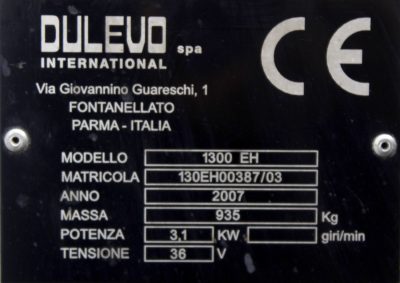 DULEVO spa
INTERNATIONAL
CE
Via Giovannino Guareschi, 1
FONTANELLATO
PARMA - ITALIA
MODELLO 1300 EH
MATRICOLA 130EH00387/03
ANNO 2007
MASSA 935 Kg
POTENZA 3,1 KW giri/min
TENSIONE 36 V